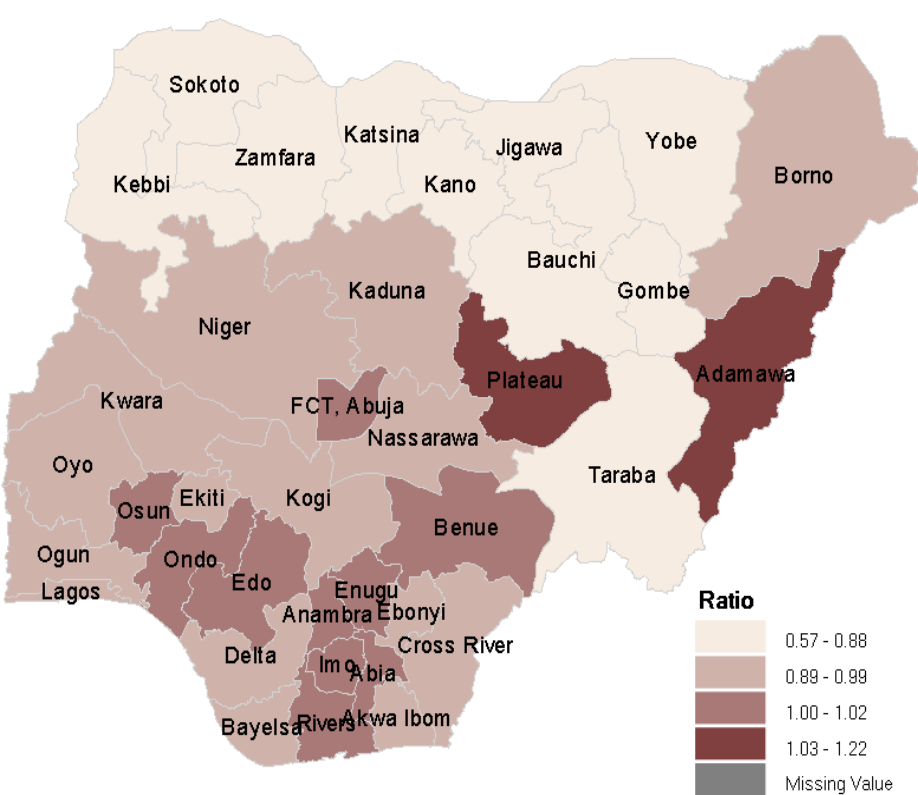 Sokoto
Katsina
Yobe
Jigawa
Zamfara
Borno
Kebbi
Kano
Bauchi
Gombe
Kaduna
Niger
Adamawa
Plateau
Kwara
FCT, Abuja
Nassarawa
Oyo
Taraba
Ekiti
Kogi
Osun
Benue
Ogun
Ondo
Edo
Lagos
Enugu
Anambra
Ebonyi
Cross River
Delta
Imo
Abia
Bayelsa
Rivers
Akwa Ibom
Ratio
0.57 - 0.88
0.89 - 0.99
1.00 - 1.02
1.03 - 1.22
Missing Value